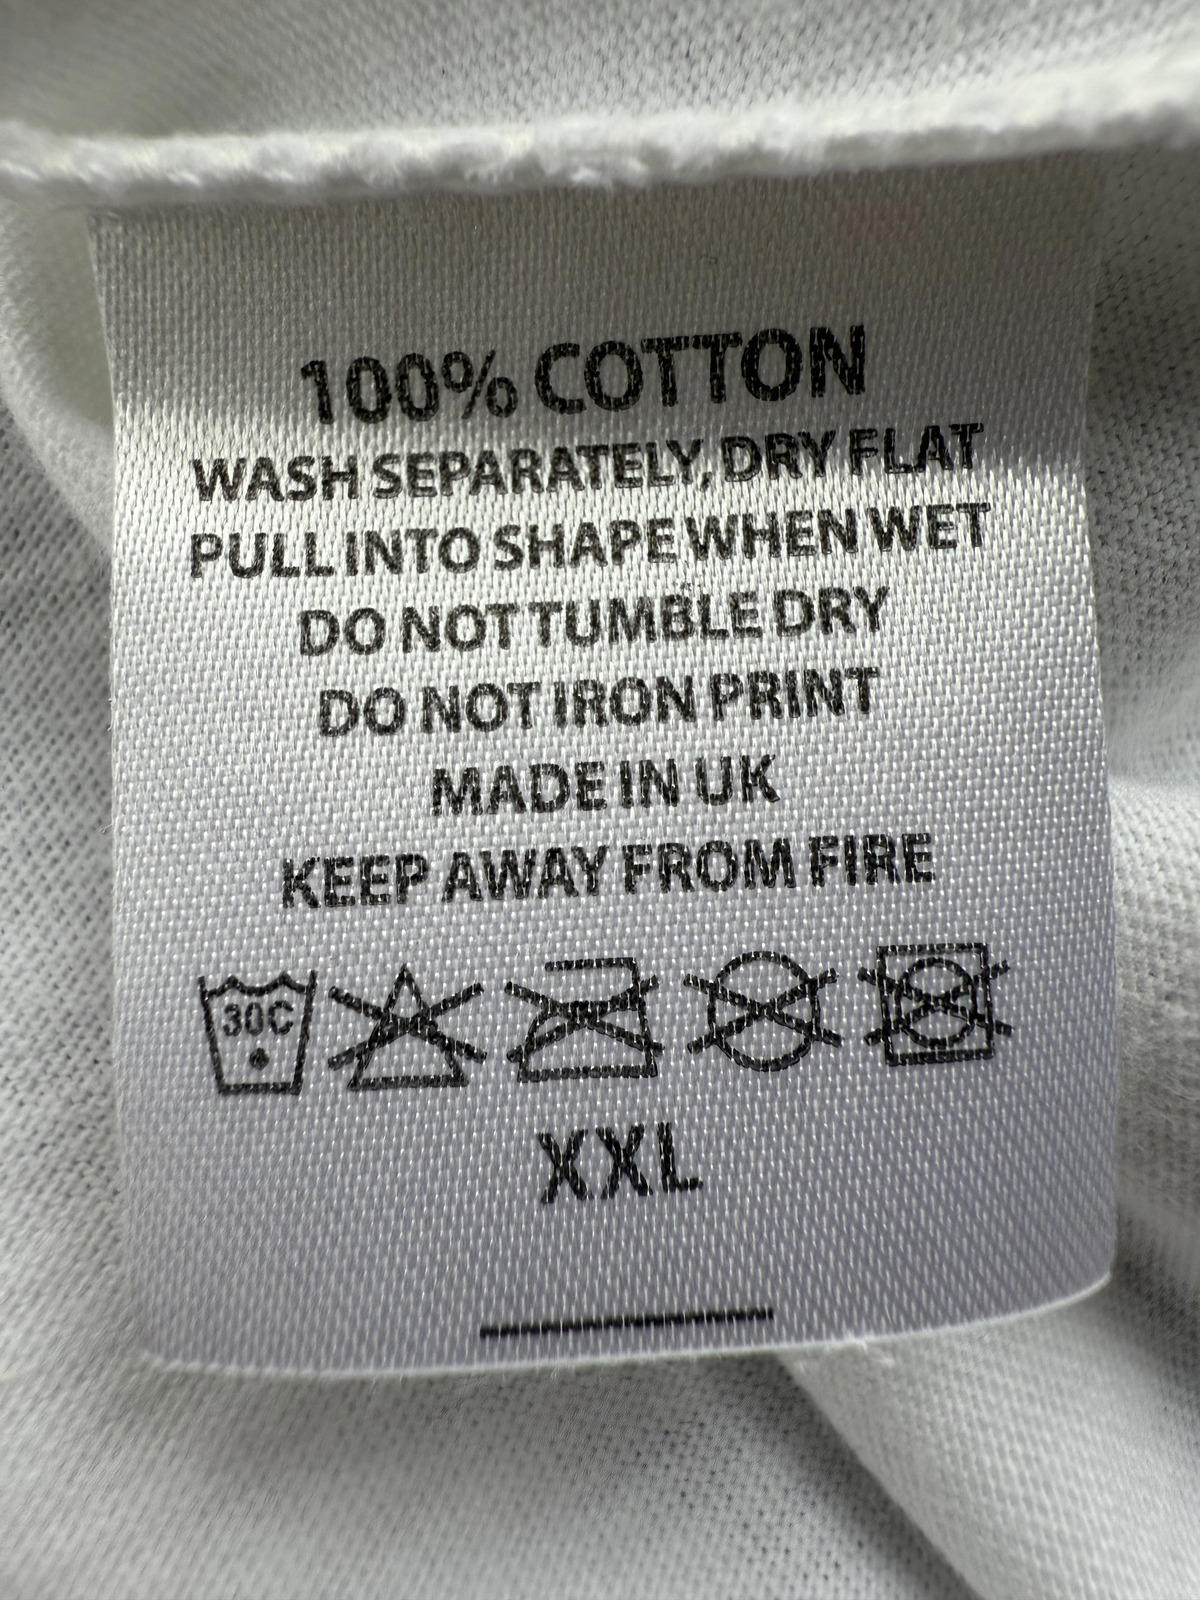 100% COTTON
WASH SEPARATELY, DRY FLAT
PULL INTO SHAPE WHEN WET
DO NOT TUMBLE DRY
DO NOT IRON PRINT
MADE IN UK
KEEP AWAY FROM FIRE
30C
XXL